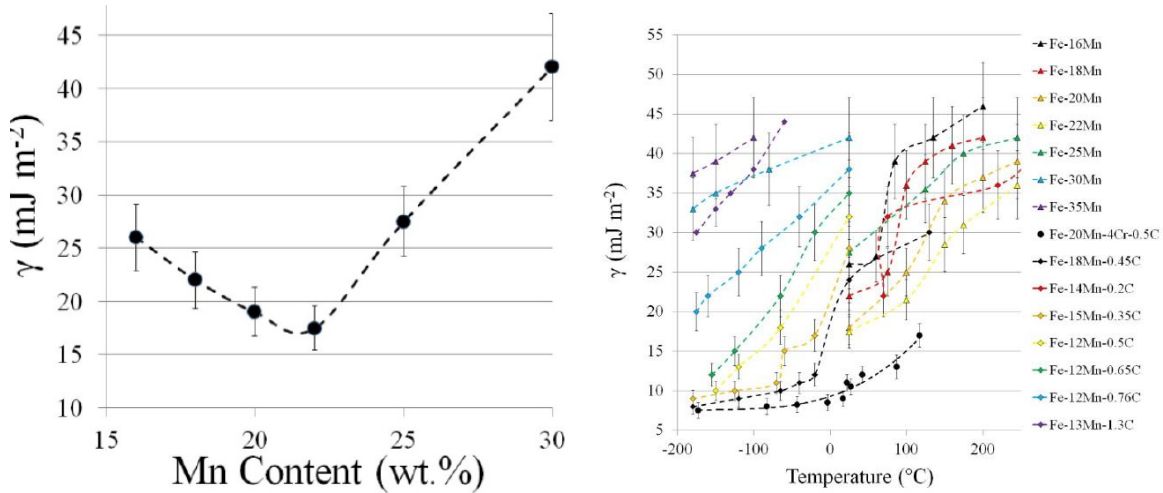 45
40
35
30
25
20
15
10
γ (mJ m⁻²)
15 20 25 30
Mn Content (wt.%)
55
50
45
40
35
30
25
20
15
10
5
γ (mJ m⁻²)
-200 -100 0 100 200
Temperature (°C)
Fe-16Mn
Fe-18Mn
Fe-20Mn
Fe-22Mn
Fe-25Mn
Fe-30Mn
Fe-35Mn
Fe-20Mn-4Cr-0.5C
Fe-18Mn-0.45C
Fe-14Mn-0.2C
Fe-15Mn-0.35C
Fe-12Mn-0.5C
Fe-12Mn-0.65C
Fe-12Mn-0.76C
Fe-13Mn-1.3C